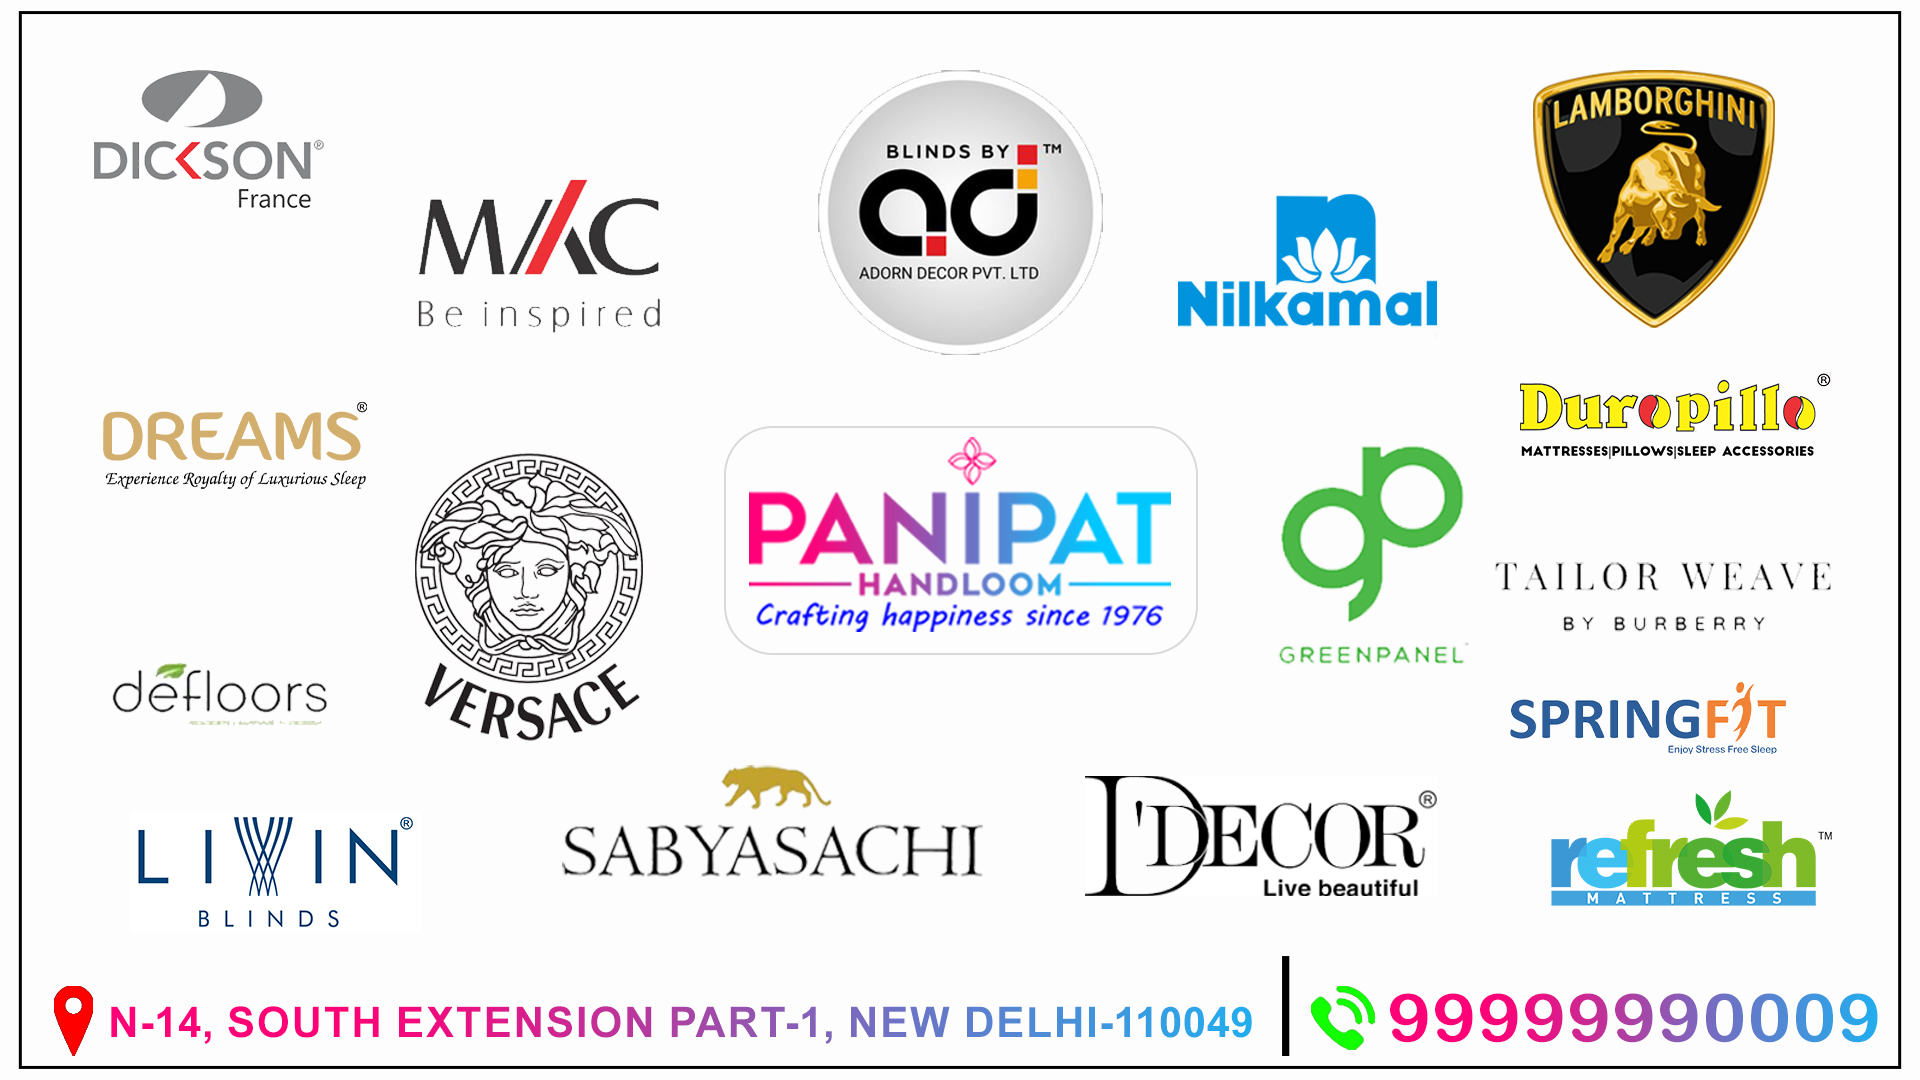 DICKSON®
France
MAC
Be inspired
BLINDS BY ™
ad
ADORN DECOR PVT. LTD
n
Nilkamal
LAMBORGHINI
DREAMS®
Experience Royalty of Luxurious Sleep
VERSACE
PANIPAT
HANDLOOM
Crafting happiness since 1976
gp
GREENPANEL
Duropillo®
MATTRESSES|PILLOWS|SLEEP ACCESSORIES
TAILOR WEAVE
BY BURBERRY
defloors
SPRINGFIT
Enjoy Stress Free Sleep
LIVIN®
BLINDS
SABYASACHI
D'DECOR®
Live beautiful
refresh™
MATTRESS
N-14, SOUTH EXTENSION PART-1, NEW DELHI-110049
99999990009